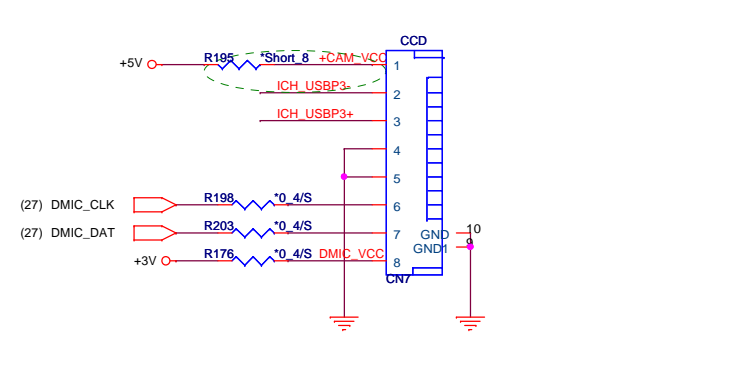 CCD
+5V R195 *Short_8 +CAM_VCC 1
ICH_USBP3- 2
ICH_USBP3+ 3
4
5
(27) DMIC_CLK R198 *0_4/S 6
(27) DMIC_DAT R203 *0_4/S 7 GND 10
GND1 9
+3V R176 *0_4/S DMIC_VCC 8
CN7